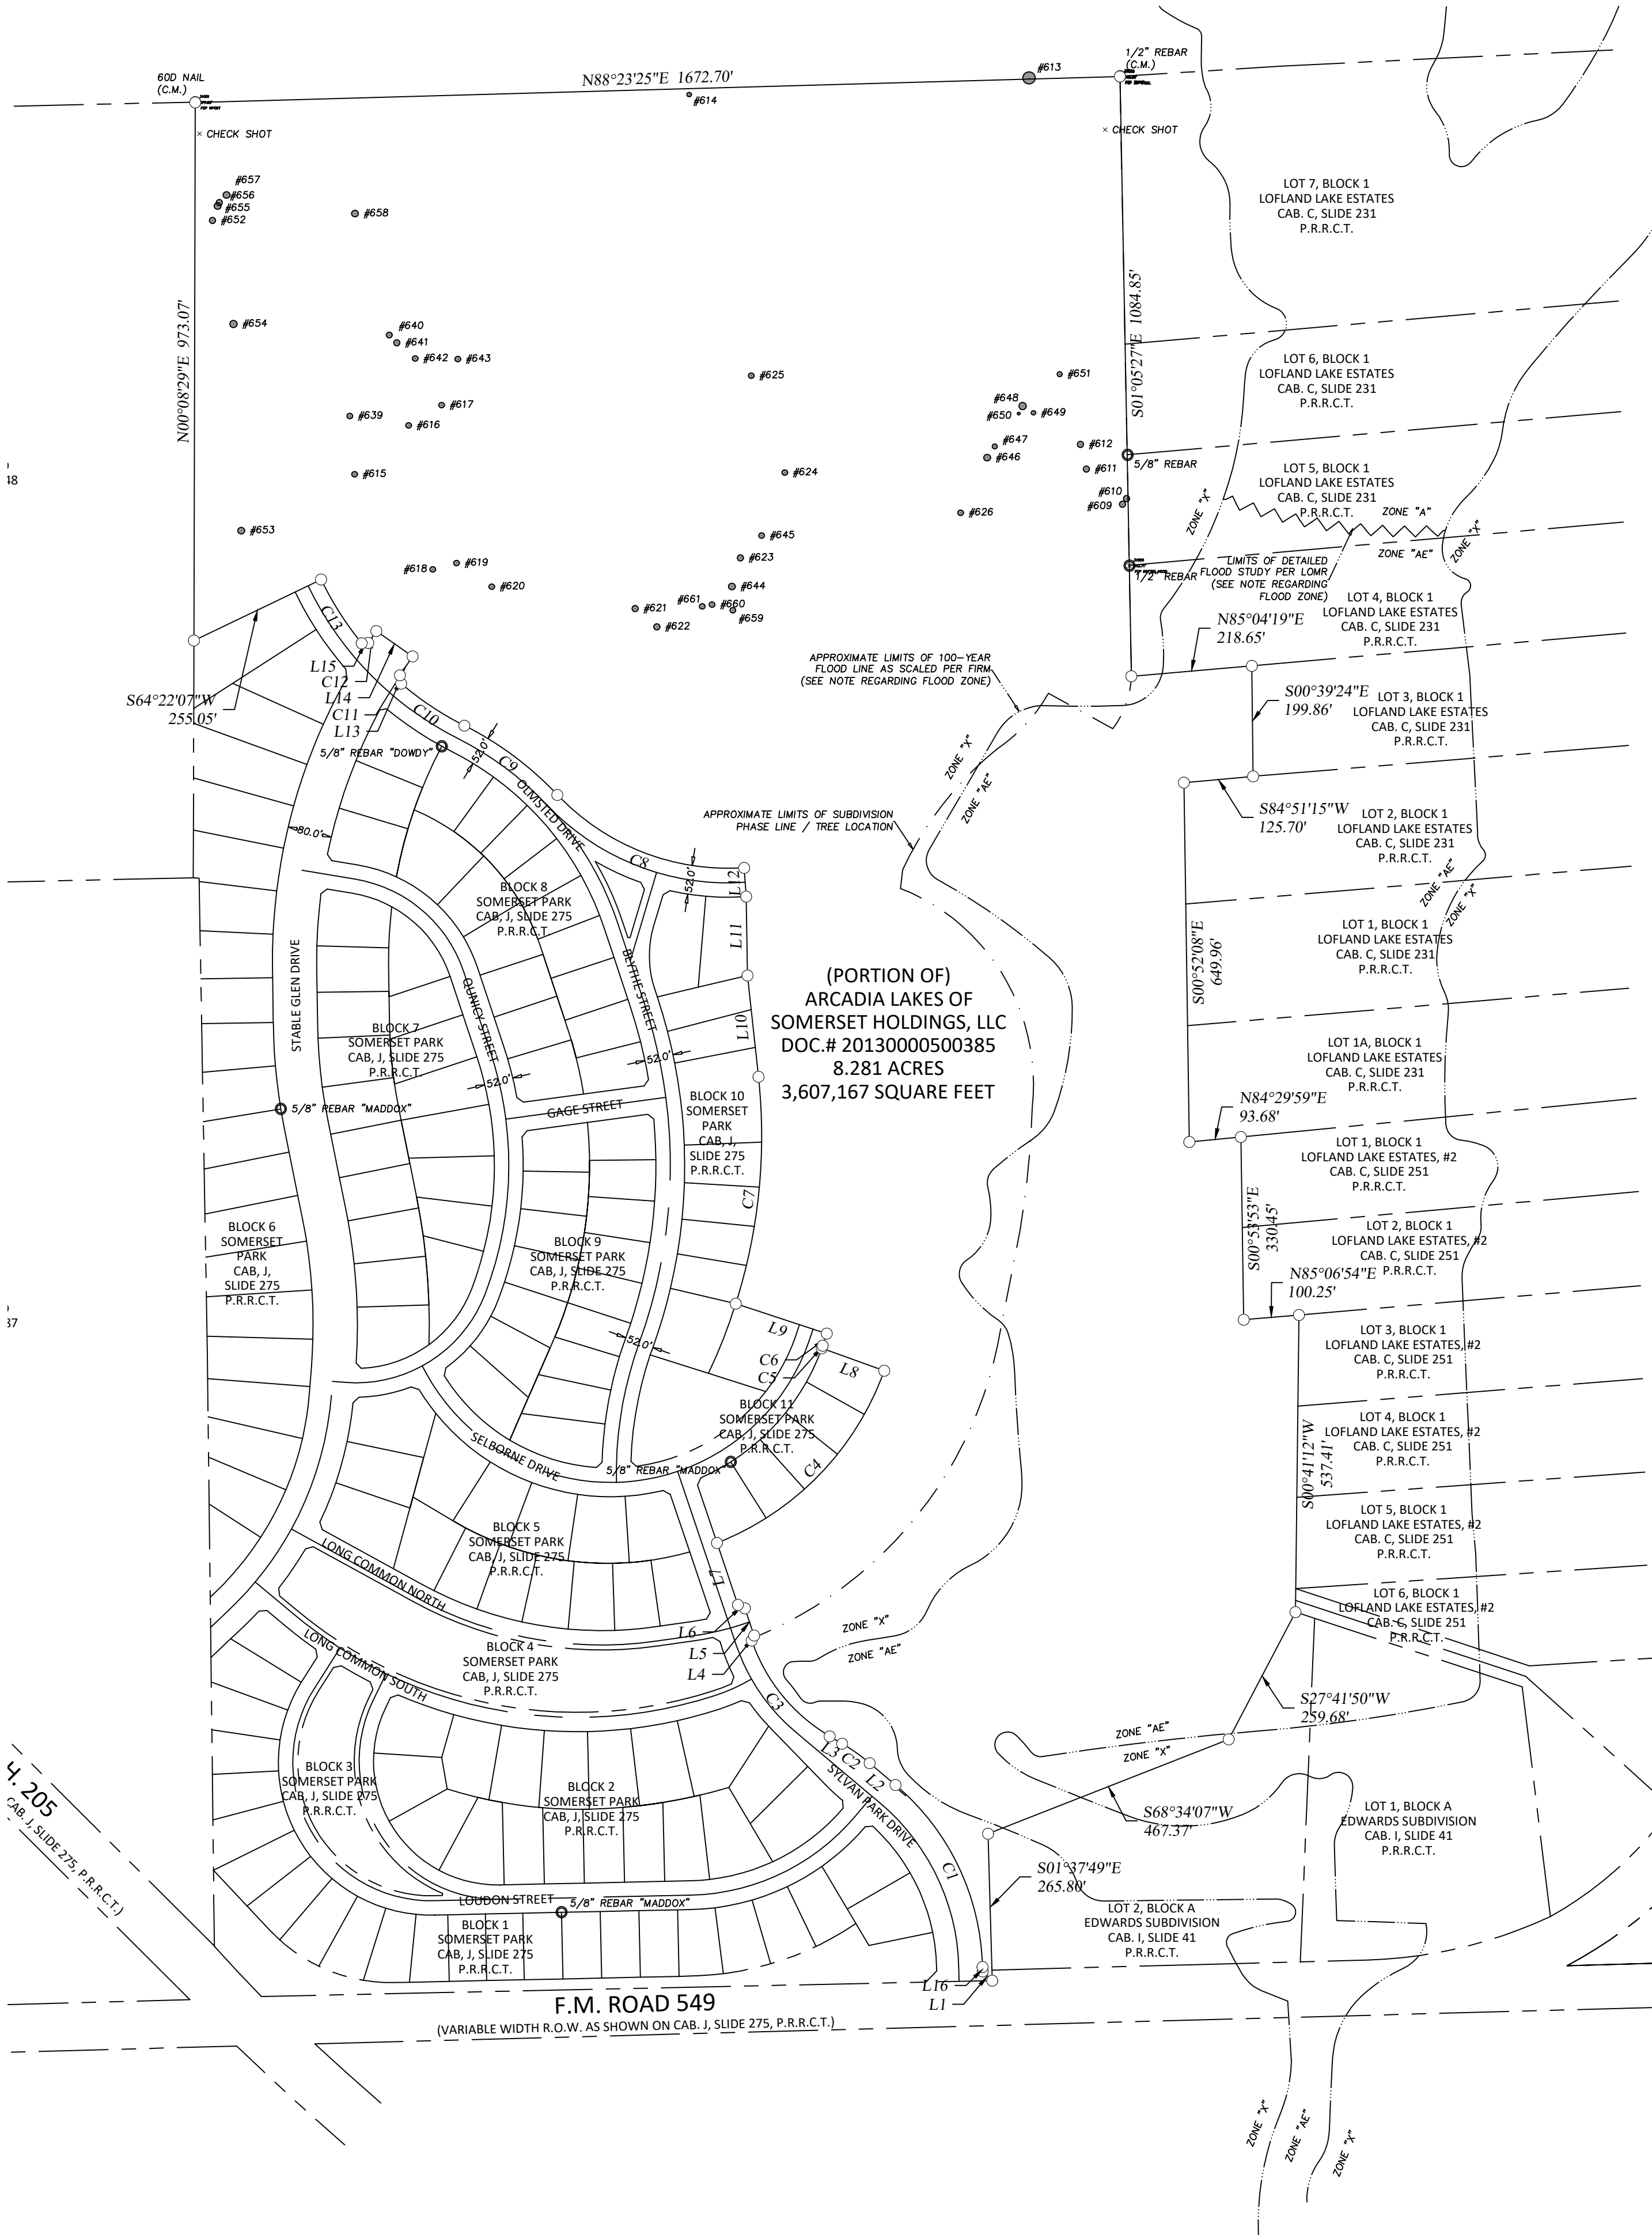 60D NAIL
(C.M.)
N88°23'25"E 1672.70'
#613
#614
1/2" REBAR
(C.M.)
× CHECK SHOT
× CHECK SHOT
#657
#656
#655
#652
#658
#654
N00°08'29"E 973.07'
#640
#641
#642
#643
#617
#639
#616
#615
#653
#618
#619
#620
#625
#624
#645
#623
#644
#661
#660
#659
#621
#622
#626
#651
#648
#650
#649
#647
#646
#612
#611
#610
#609
S01°05'27"E 1084.85'
5/8" REBAR
1/2" REBAR
LOT 7, BLOCK 1
LOFLAND LAKE ESTATES
CAB. C, SLIDE 231
P.R.R.C.T.
LOT 6, BLOCK 1
LOFLAND LAKE ESTATES
CAB. C, SLIDE 231
P.R.R.C.T.
LOT 5, BLOCK 1
LOFLAND LAKE ESTATES
CAB. C, SLIDE 231
P.R.R.C.T.
ZONE "X"
ZONE "A"
ZONE "AE"
ZONE "X"
LIMITS OF DETAILED
FLOOD STUDY PER LOMR
(SEE NOTE REGARDING
FLOOD ZONE)
LOT 4, BLOCK 1
LOFLAND LAKE ESTATES
CAB. C, SLIDE 231
P.R.R.C.T.
N85°04'19"E
218.65'
S00°39'24"E
199.86'
LOT 3, BLOCK 1
LOFLAND LAKE ESTATES
CAB. C, SLIDE 231
P.R.R.C.T.
S84°51'15"W
125.70'
LOT 2, BLOCK 1
LOFLAND LAKE ESTATES
CAB. C, SLIDE 231
P.R.R.C.T.
ZONE "AE"
ZONE "X"
S00°52'08"E
649.96'
LOT 1, BLOCK 1
LOFLAND LAKE ESTATES
CAB. C, SLIDE 231
P.R.R.C.T.
LOT 1A, BLOCK 1
LOFLAND LAKE ESTATES
CAB. C, SLIDE 231
P.R.R.C.T.
N84°29'59"E
93.68'
LOT 1, BLOCK 1
LOFLAND LAKE ESTATES, #2
CAB. C, SLIDE 251
P.R.R.C.T.
S00°53'53"E
330.45'
LOT 2, BLOCK 1
LOFLAND LAKE ESTATES, #2
CAB. C, SLIDE 251
P.R.R.C.T.
N85°06'54"E
100.25'
LOT 3, BLOCK 1
LOFLAND LAKE ESTATES, #2
CAB. C, SLIDE 251
P.R.R.C.T.
S00°41'12"W
537.41'
LOT 4, BLOCK 1
LOFLAND LAKE ESTATES, #2
CAB. C, SLIDE 251
P.R.R.C.T.
LOT 5, BLOCK 1
LOFLAND LAKE ESTATES, #2
CAB. C, SLIDE 251
P.R.R.C.T.
LOT 6, BLOCK 1
LOFLAND LAKE ESTATES, #2
CAB. C, SLIDE 251
P.R.R.C.T.
S27°41'50"W
259.68'
ZONE "AE"
ZONE "X"
S68°34'07"W
467.37'
LOT 1, BLOCK A
EDWARDS SUBDIVISION
CAB. I, SLIDE 41
P.R.R.C.T.
S01°37'49"E
265.80'
LOT 2, BLOCK A
EDWARDS SUBDIVISION
CAB. I, SLIDE 41
P.R.R.C.T.
ZONE "X"
ZONE "AE"
ZONE "X"
APPROXIMATE LIMITS OF 100-YEAR
FLOOD LINE AS SCALED PER FIRM
(SEE NOTE REGARDING FLOOD ZONE)
ZONE "X"
ZONE "AE"
APPROXIMATE LIMITS OF SUBDIVISION
PHASE LINE / TREE LOCATION
(PORTION OF)
ARCADIA LAKES OF
SOMERSET HOLDINGS, LLC
DOC.# 20130000500385
8.281 ACRES
3,607,167 SQUARE FEET
S64°22'07"W
255.05'
C13
L15
C12
L14
C11
L13
C10
5/8" REBAR "DOWDY"
52.0'
C9
OLMSTED DRIVE
C8
52.0'
L12
L11
L10
80.0'
STABLE GLEN DRIVE
BLOCK 8
SOMERSET PARK
CAB, J, SLIDE 275
P.R.R.C.T
QUNICY STREET
BLYTHE STREET
BLOCK 7
SOMERSET PARK
CAB, J, SLIDE 275
P.R.R.C.T
52.0'
52.0'
GAGE STREET
5/8" REBAR "MADDOX"
BLOCK 10
SOMERSET
PARK
CAB, J,
SLIDE 275
P.R.R.C.T.
C7
BLOCK 6
SOMERSET
PARK
CAB, J,
SLIDE 275
P.R.R.C.T.
BLOCK 9
SOMERSET PARK
CAB, J, SLIDE 275
P.R.R.C.T.
52.0'
L9
C6
C5
L8
BLOCK 11
SOMERSET PARK
CAB, J, SLIDE 275
P.R.R.C.T.
C4
SELBORNE DRIVE
5/8" REBAR "MADDOX"
BLOCK 5
SOMERSET PARK
CAB, J, SLIDE 275
P.R.R.C.T.
LONG COMMON NORTH
L7
L6
L5
L4
ZONE "X"
ZONE "AE"
BLOCK 4
SOMERSET PARK
CAB, J, SLIDE 275
P.R.R.C.T.
LONG COMMON SOUTH
C3
L3
C2
L2
SYLVAN PARK DRIVE
BLOCK 3
SOMERSET PARK
CAB, J, SLIDE 275
P.R.R.C.T.
BLOCK 2
SOMERSET PARK
CAB, J, SLIDE 275
P.R.R.C.T.
C1
LOUDON STREET
5/8" REBAR "MADDOX"
BLOCK 1
SOMERSET PARK
CAB, J, SLIDE 275
P.R.R.C.T.
L16
L1
H. 205
CAB. J, SLIDE 275, P.R.R.C.T.)
F.M. ROAD 549
(VARIABLE WIDTH R.O.W. AS SHOWN ON CAB. J, SLIDE 275, P.R.R.C.T.)
48
37